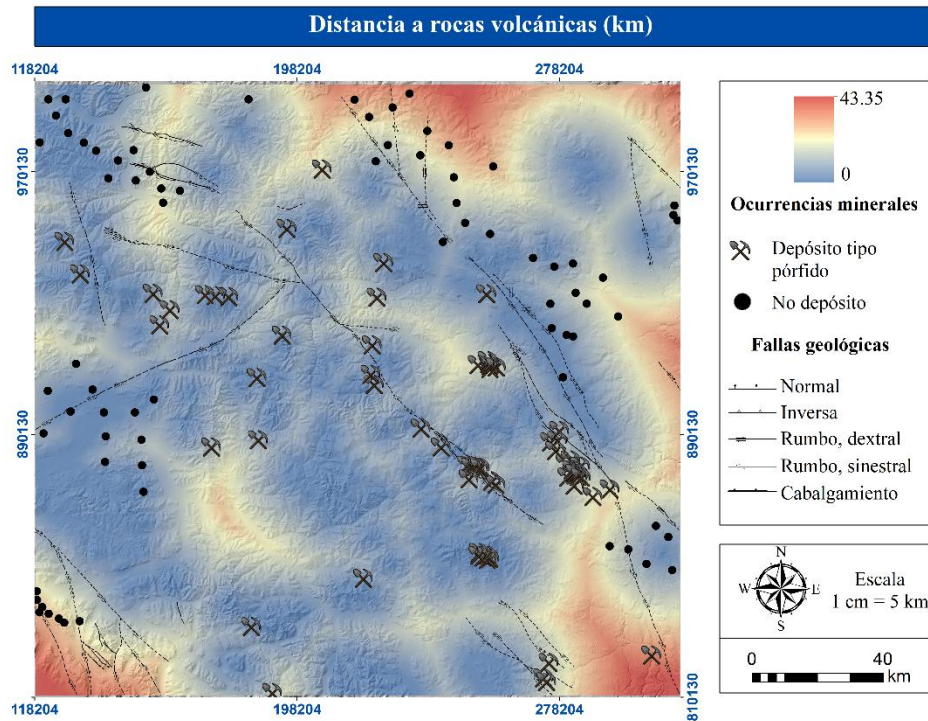 Distancia a rocas volcánicas (km)
118204 198204 278204
970130 970130
890130 890130
118204 198204 278204 810130
43.35
0
Ocurrencias minerales
Depósito tipo
pórfido
No depósito
Fallas geológicas
Normal
Inversa
Rumbo, dextral
Rumbo, sinestral
Cabalgamiento
N
W E
S
Escala
1 cm = 5 km
0 40
km